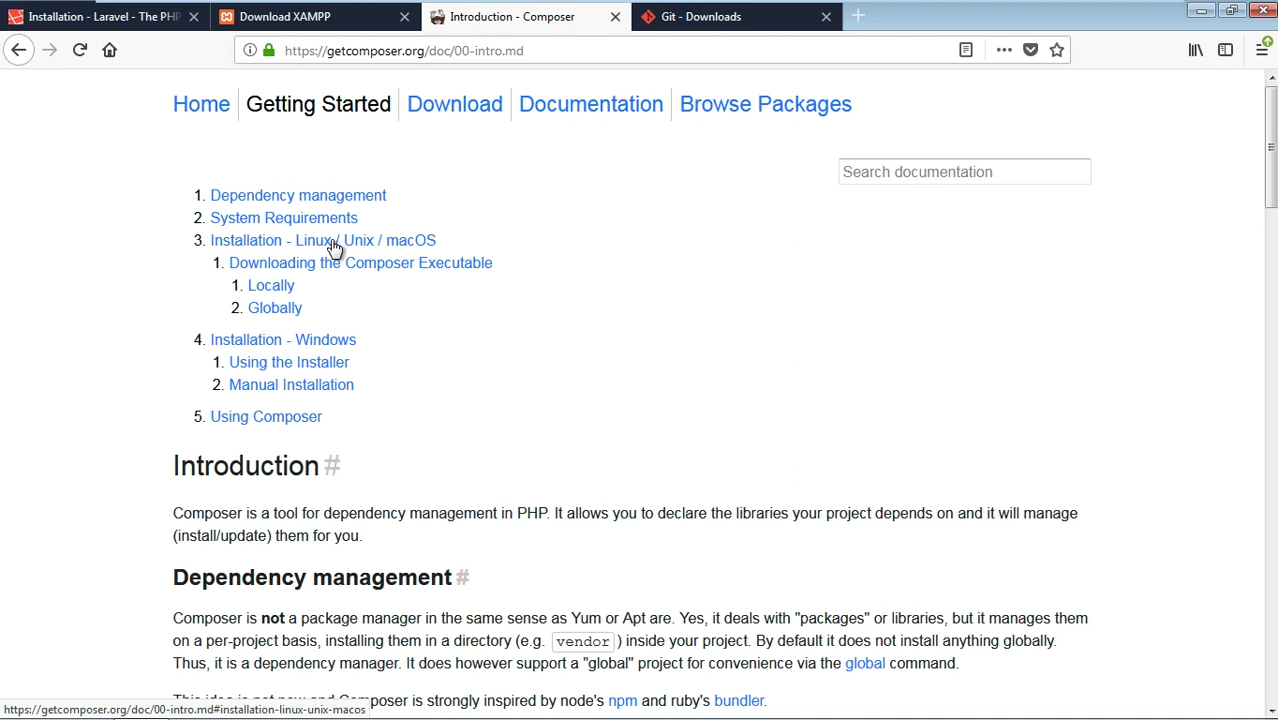 Installation - Laravel - The PHP
Download XAMPP
Introduction - Composer
Git - Downloads
https://getcomposer.org/doc/00-intro.md
Home
Getting Started
Download
Documentation
Browse Packages
Search documentation
1. Dependency management
2. System Requirements
3. Installation - Linux / Unix / macOS
1. Downloading the Composer Executable
1. Locally
2. Globally
4. Installation - Windows
1. Using the Installer
2. Manual Installation
5. Using Composer
Introduction #
Composer is a tool for dependency management in PHP. It allows you to declare the libraries your project depends on and it will manage
(install/update) them for you.
Dependency management #
Composer is not a package manager in the same sense as Yum or Apt are. Yes, it deals with "packages" or libraries, but it manages them
on a per-project basis, installing them in a directory (e.g. vendor ) inside your project. By default it does not install anything globally.
Thus, it is a dependency manager. It does however support a "global" project for convenience via the global command.
This idea is not new and Composer is strongly inspired by node's npm and ruby's bundler.
https://getcomposer.org/doc/00-intro.md#installation-linux-unix-macos